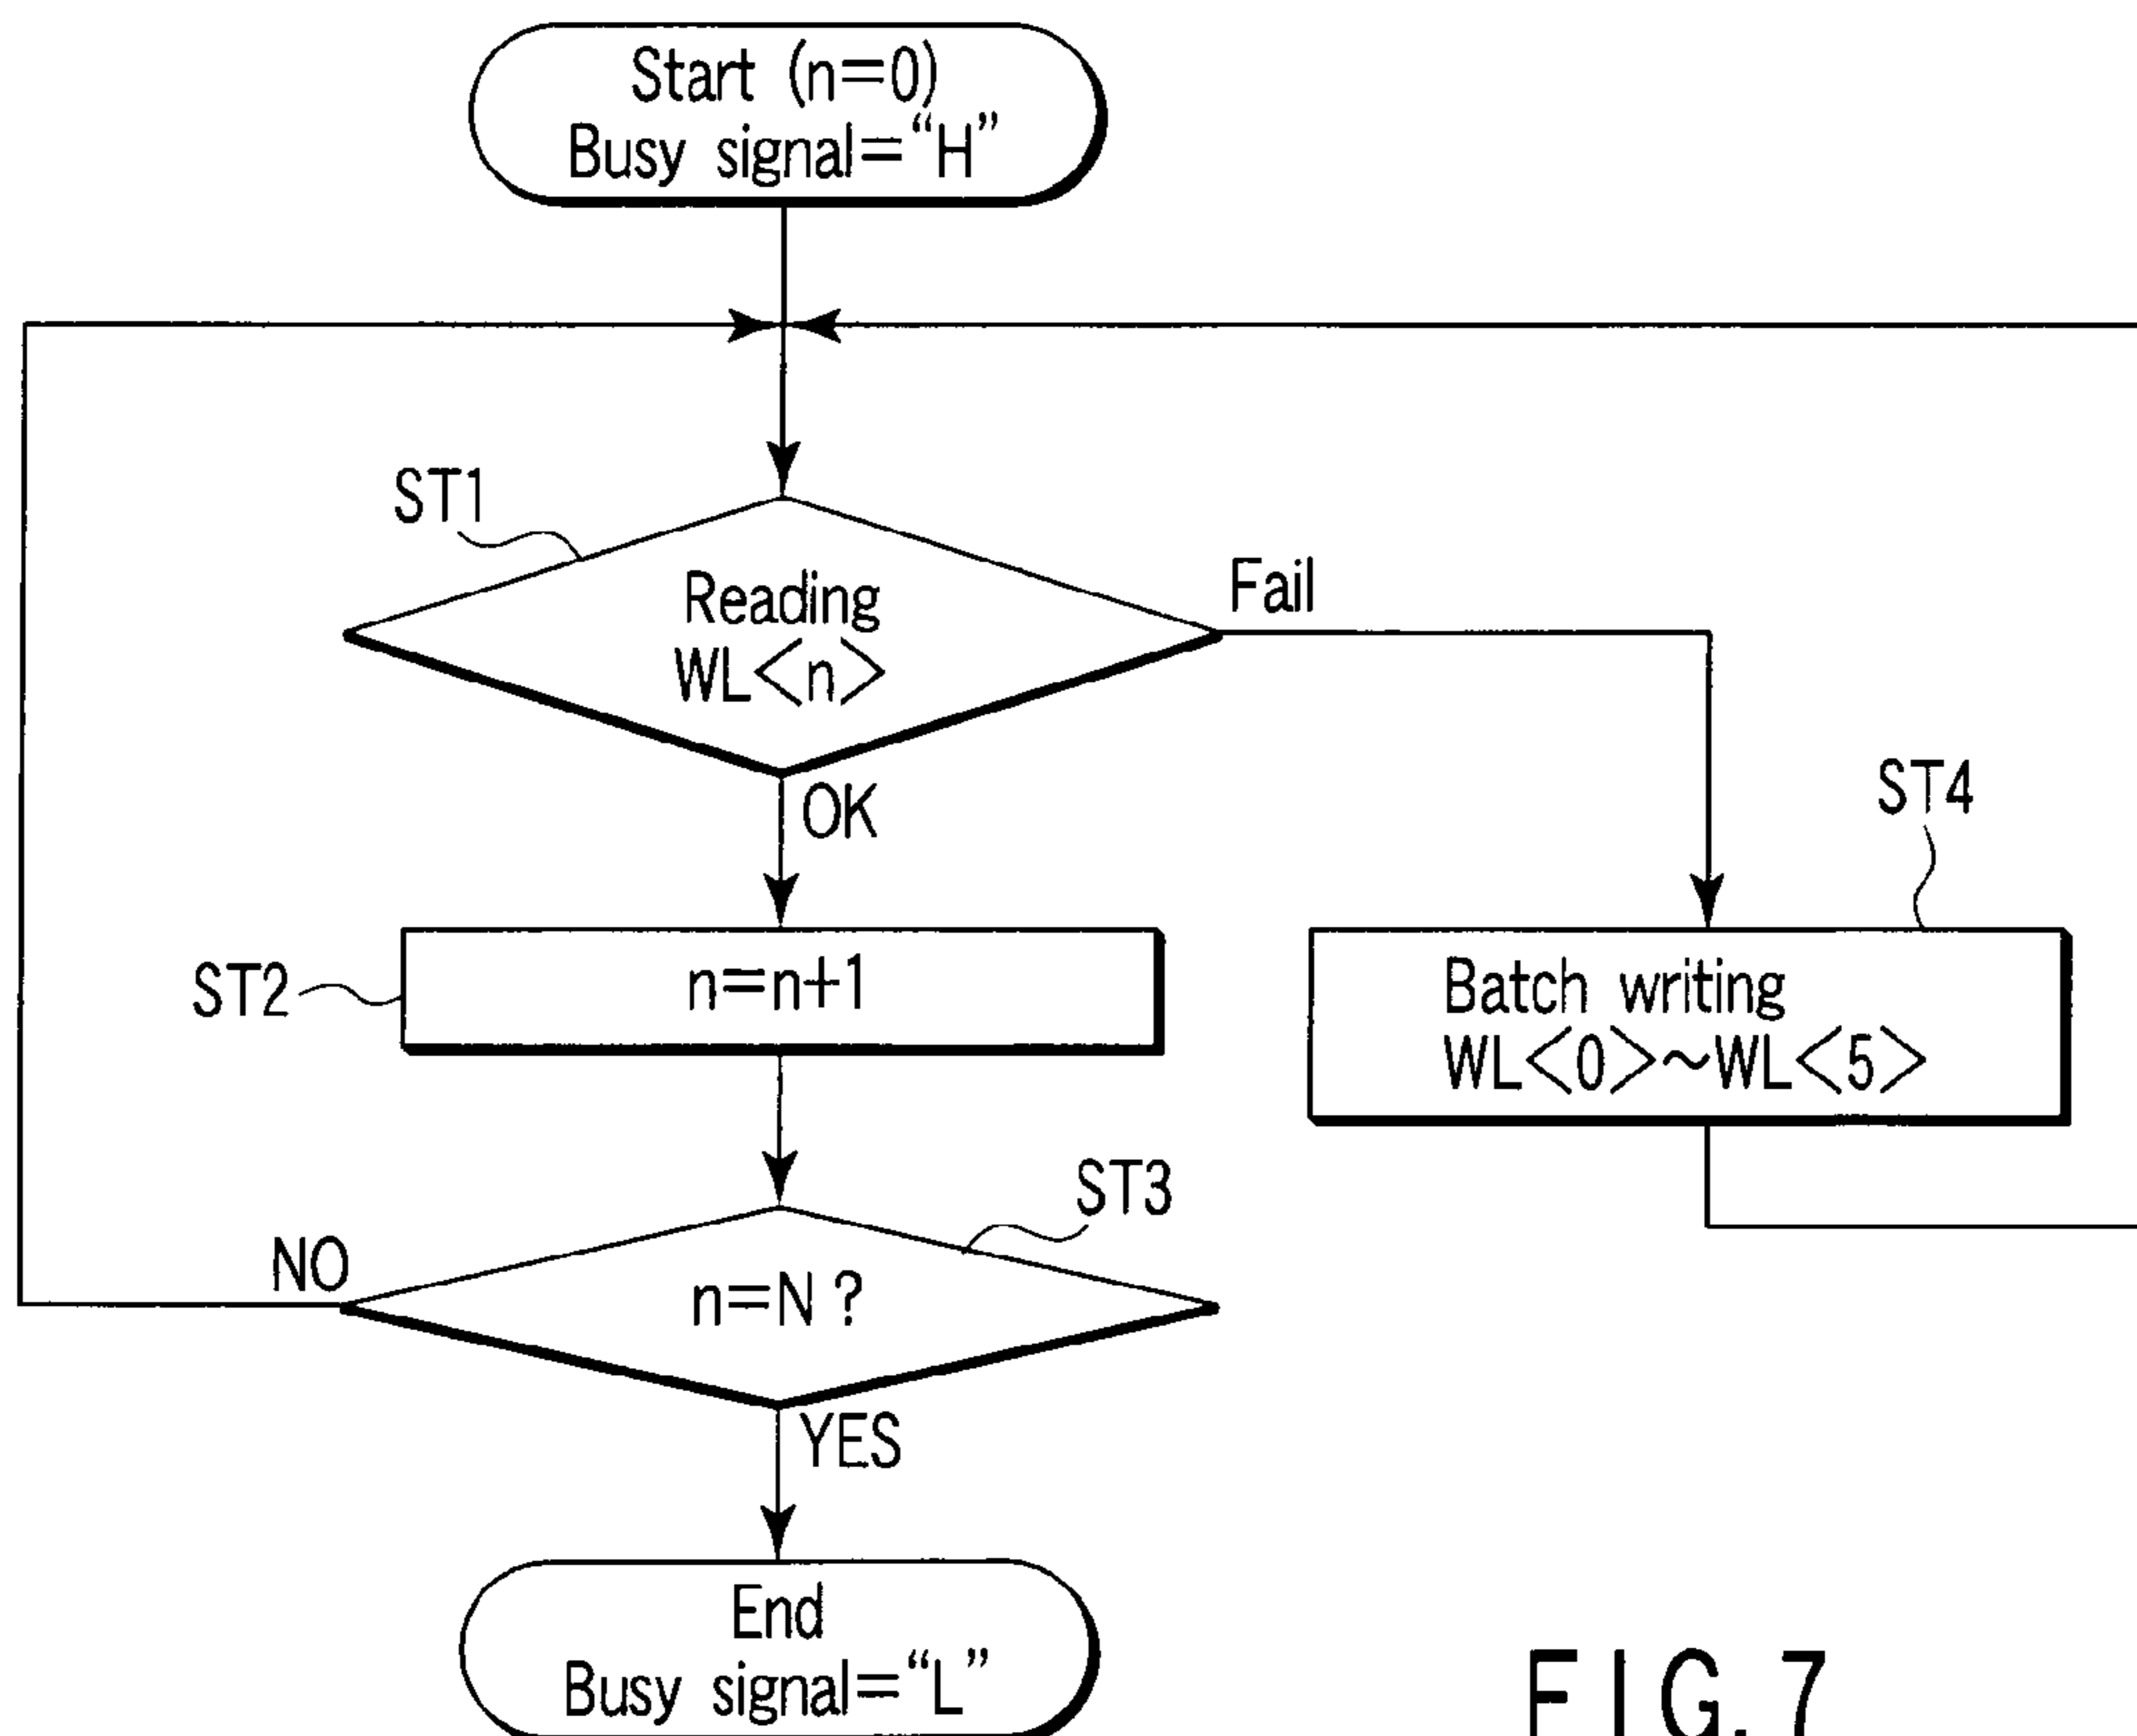 Start (n=0)
Busy signal=“H”
ST1
Reading
WL<n>
Fail
OK
ST4
ST2
n=n+1
Batch writing
WL<0>~WL<5>
ST3
NO
n=N ?
YES
End
Busy signal=“L”
FIG. 7